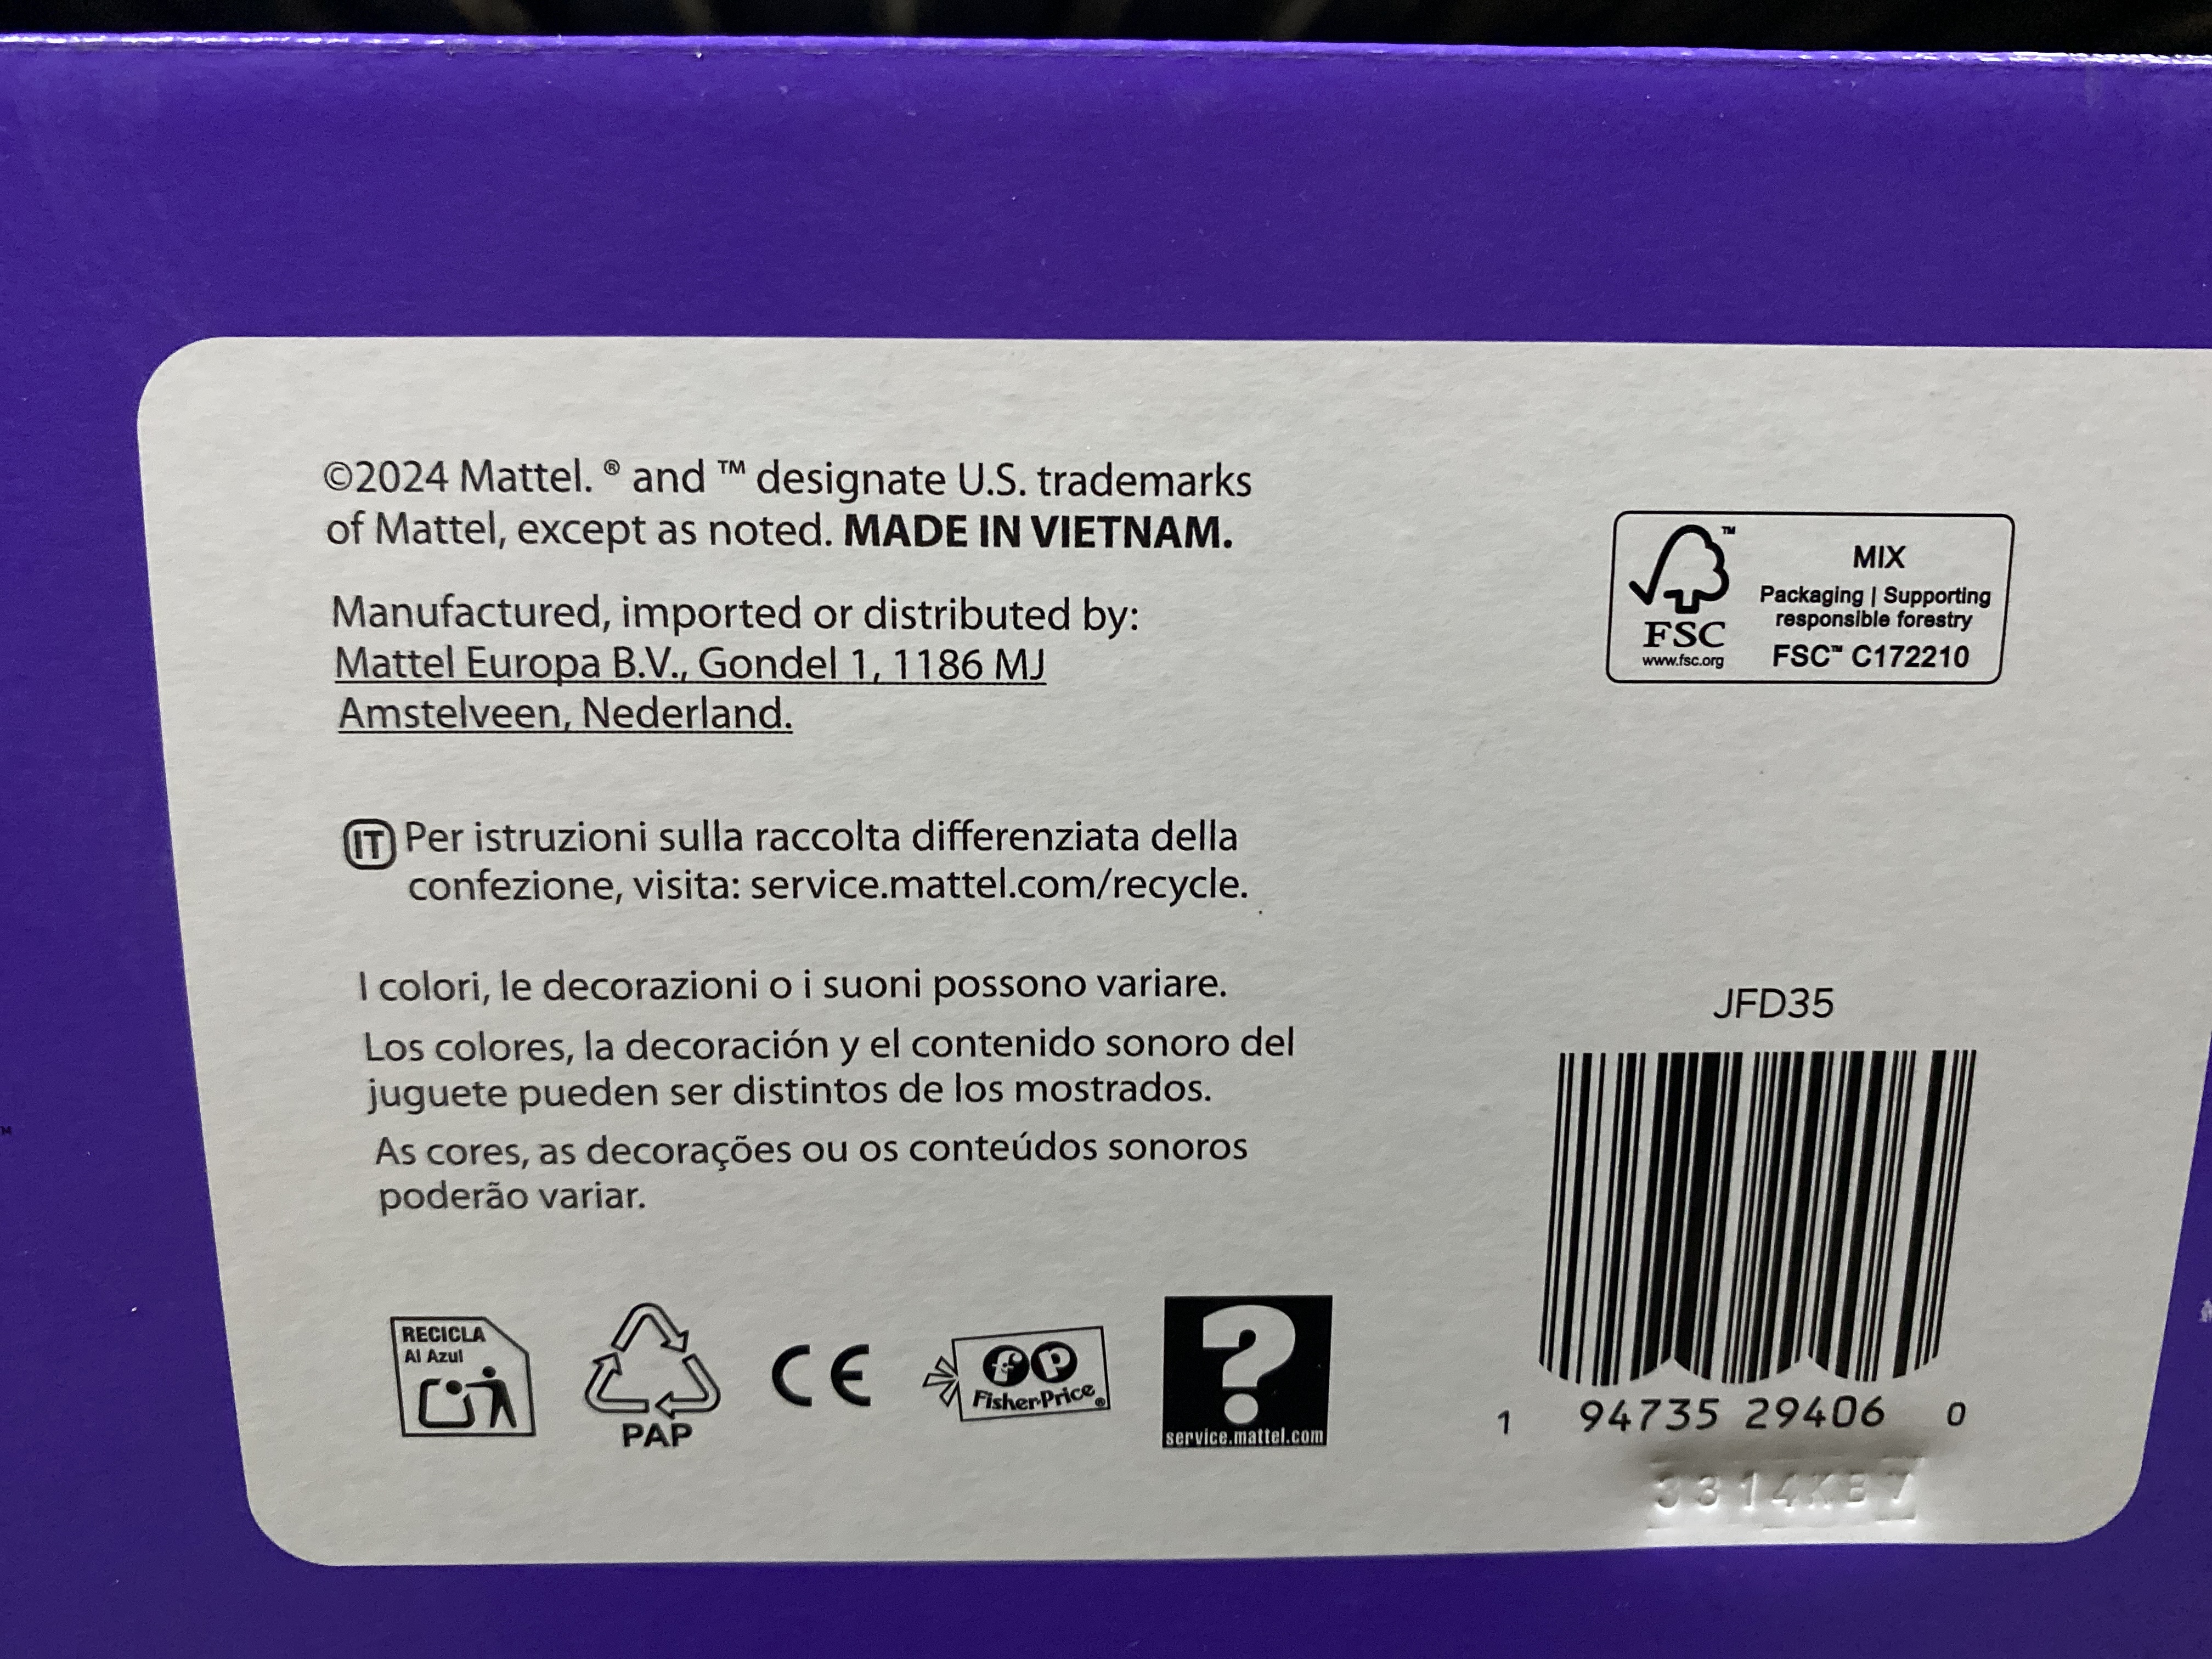 ©2024 Mattel. ® and ™ designate U.S. trademarks
of Mattel, except as noted. MADE IN VIETNAM.
Manufactured, imported or distributed by:
Mattel Europa B.V., Gondel 1, 1186 MJ
Amstelveen, Nederland.
IT Per istruzioni sulla raccolta differenziata della
confezione, visita: service.mattel.com/recycle.
I colori, le decorazioni o i suoni possono variare.
Los colores, la decoración y el contenido sonoro del
juguete pueden ser distintos de los mostrados.
As cores, as decorações ou os conteúdos sonoros
poderão variar.
RECICLA
Al Azul
PAP
CE
fP
Fisher-Price®
?
service.mattel.com
™
FSC
www.fsc.org
MIX
Packaging | Supporting
responsible forestry
FSC™ C172210
JFD35
1 94735 29406 0
3314KB7
™